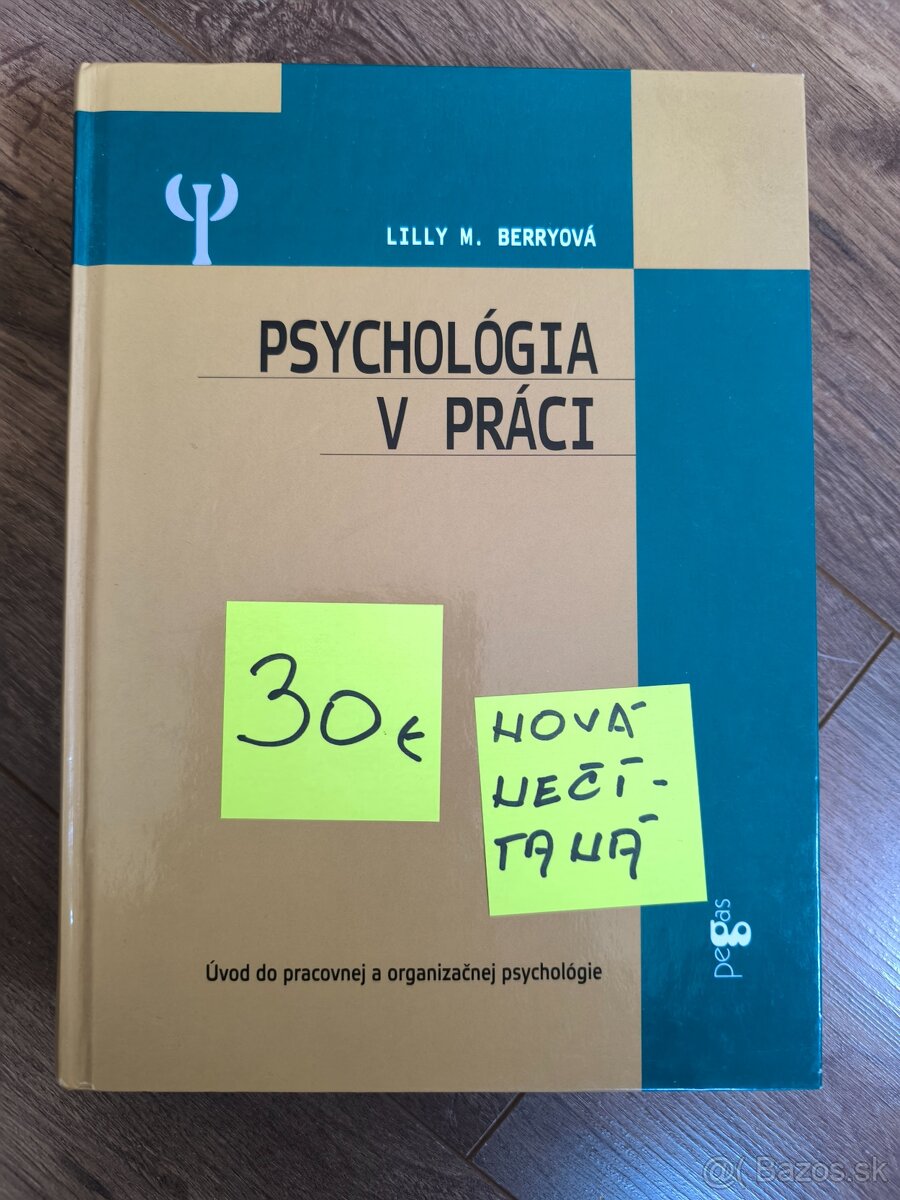 LILLY M. BERRYOVÁ
PSYCHOLÓGIA
V PRÁCI
30€
NOVÁ
NEČÍ-
TANÁ
pegas
Úvod do pracovnej a organizačnej psychológie
@( Bazos.sk